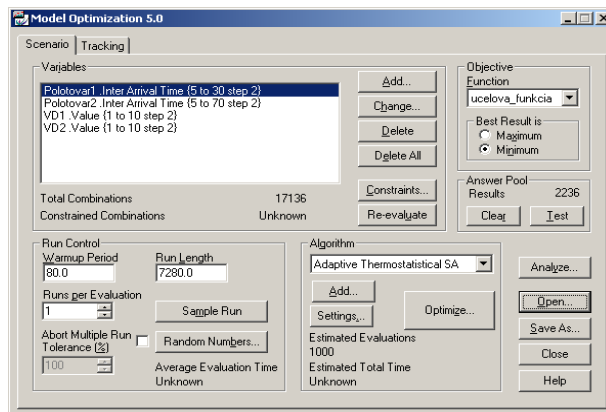 Model Optimization 5.0
Scenario Tracking
Variables
Polotovar1 .Inter Arrival Time {5 to 30 step 2}
Polotovar2 .Inter Arrival Time {5 to 70 step 2}
VD1 .Value {1 to 10 step 2}
VD2 .Value {1 to 10 step 2}
Add...
Change...
Delete
Delete All
Constraints...
Re-evaluate
Total Combinations 17136
Constrained Combinations Unknown
Objective
Function
ucelova_funkcia
Best Result is
Maximum
Minimum
Answer Pool
Results 2236
Clear Test
Run Control
Warmup Period Run Length
80.0 7280.0
Runs per Evaluation
1 Sample Run
Abort Multiple Run
Tolerance (%)
Random Numbers...
100
Average Evaluation Time
Unknown
Algorithm
Adaptive Thermostatistical SA
Add...
Settings...
Optimize...
Estimated Evaluations
1000
Estimated Total Time
Unknown
Analyze...
Open...
Save As...
Close
Help